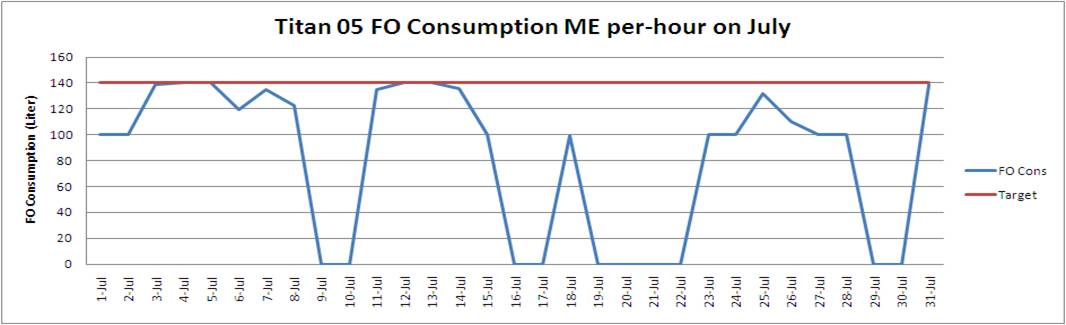 Titan 05 FO Consumption ME per-hour on July
FO Consumption (Liter)
160
140
120
100
80
60
40
20
0
1-Jul
2-Jul
3-Jul
4-Jul
5-Jul
6-Jul
7-Jul
8-Jul
9-Jul
10-Jul
11-Jul
12-Jul
13-Jul
14-Jul
15-Jul
16-Jul
17-Jul
18-Jul
19-Jul
20-Jul
21-Jul
22-Jul
23-Jul
24-Jul
25-Jul
26-Jul
27-Jul
28-Jul
29-Jul
30-Jul
31-Jul
FO Cons
Target